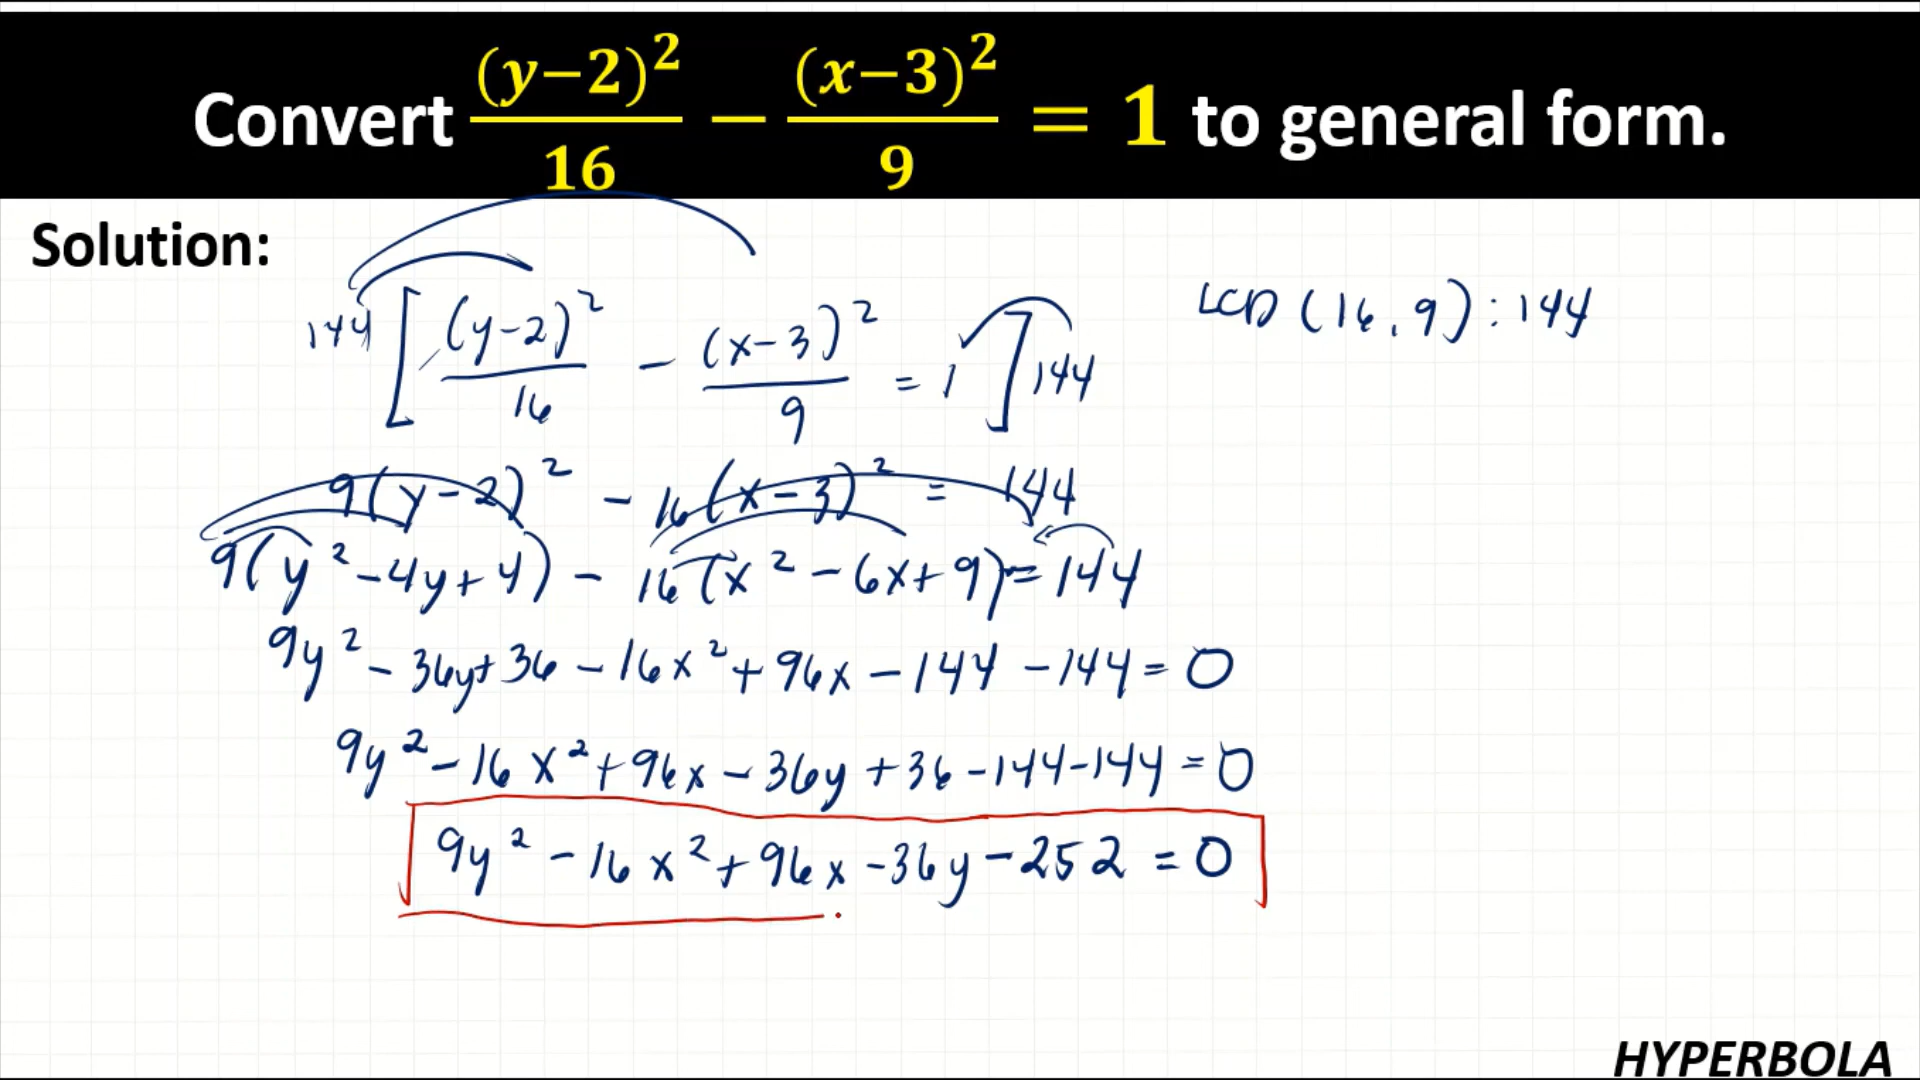 Convert (y−2)²/16 − (x−3)²/9 = 1 to general form.
Solution:
144 [ (y-2)²/16 - (x-3)²/9 = 1 ] 144
LCD (16, 9) : 144
9(y-2)² - 16(x-3)² = 144
9(y²-4y+4) - 16(x²-6x+9) = 144
9y² - 36y + 36 - 16x² + 96x - 144 - 144 = 0
9y² - 16x² + 96x - 36y + 36 - 144 - 144 = 0
9y² - 16x² + 96x - 36y - 252 = 0
HYPERBOLA